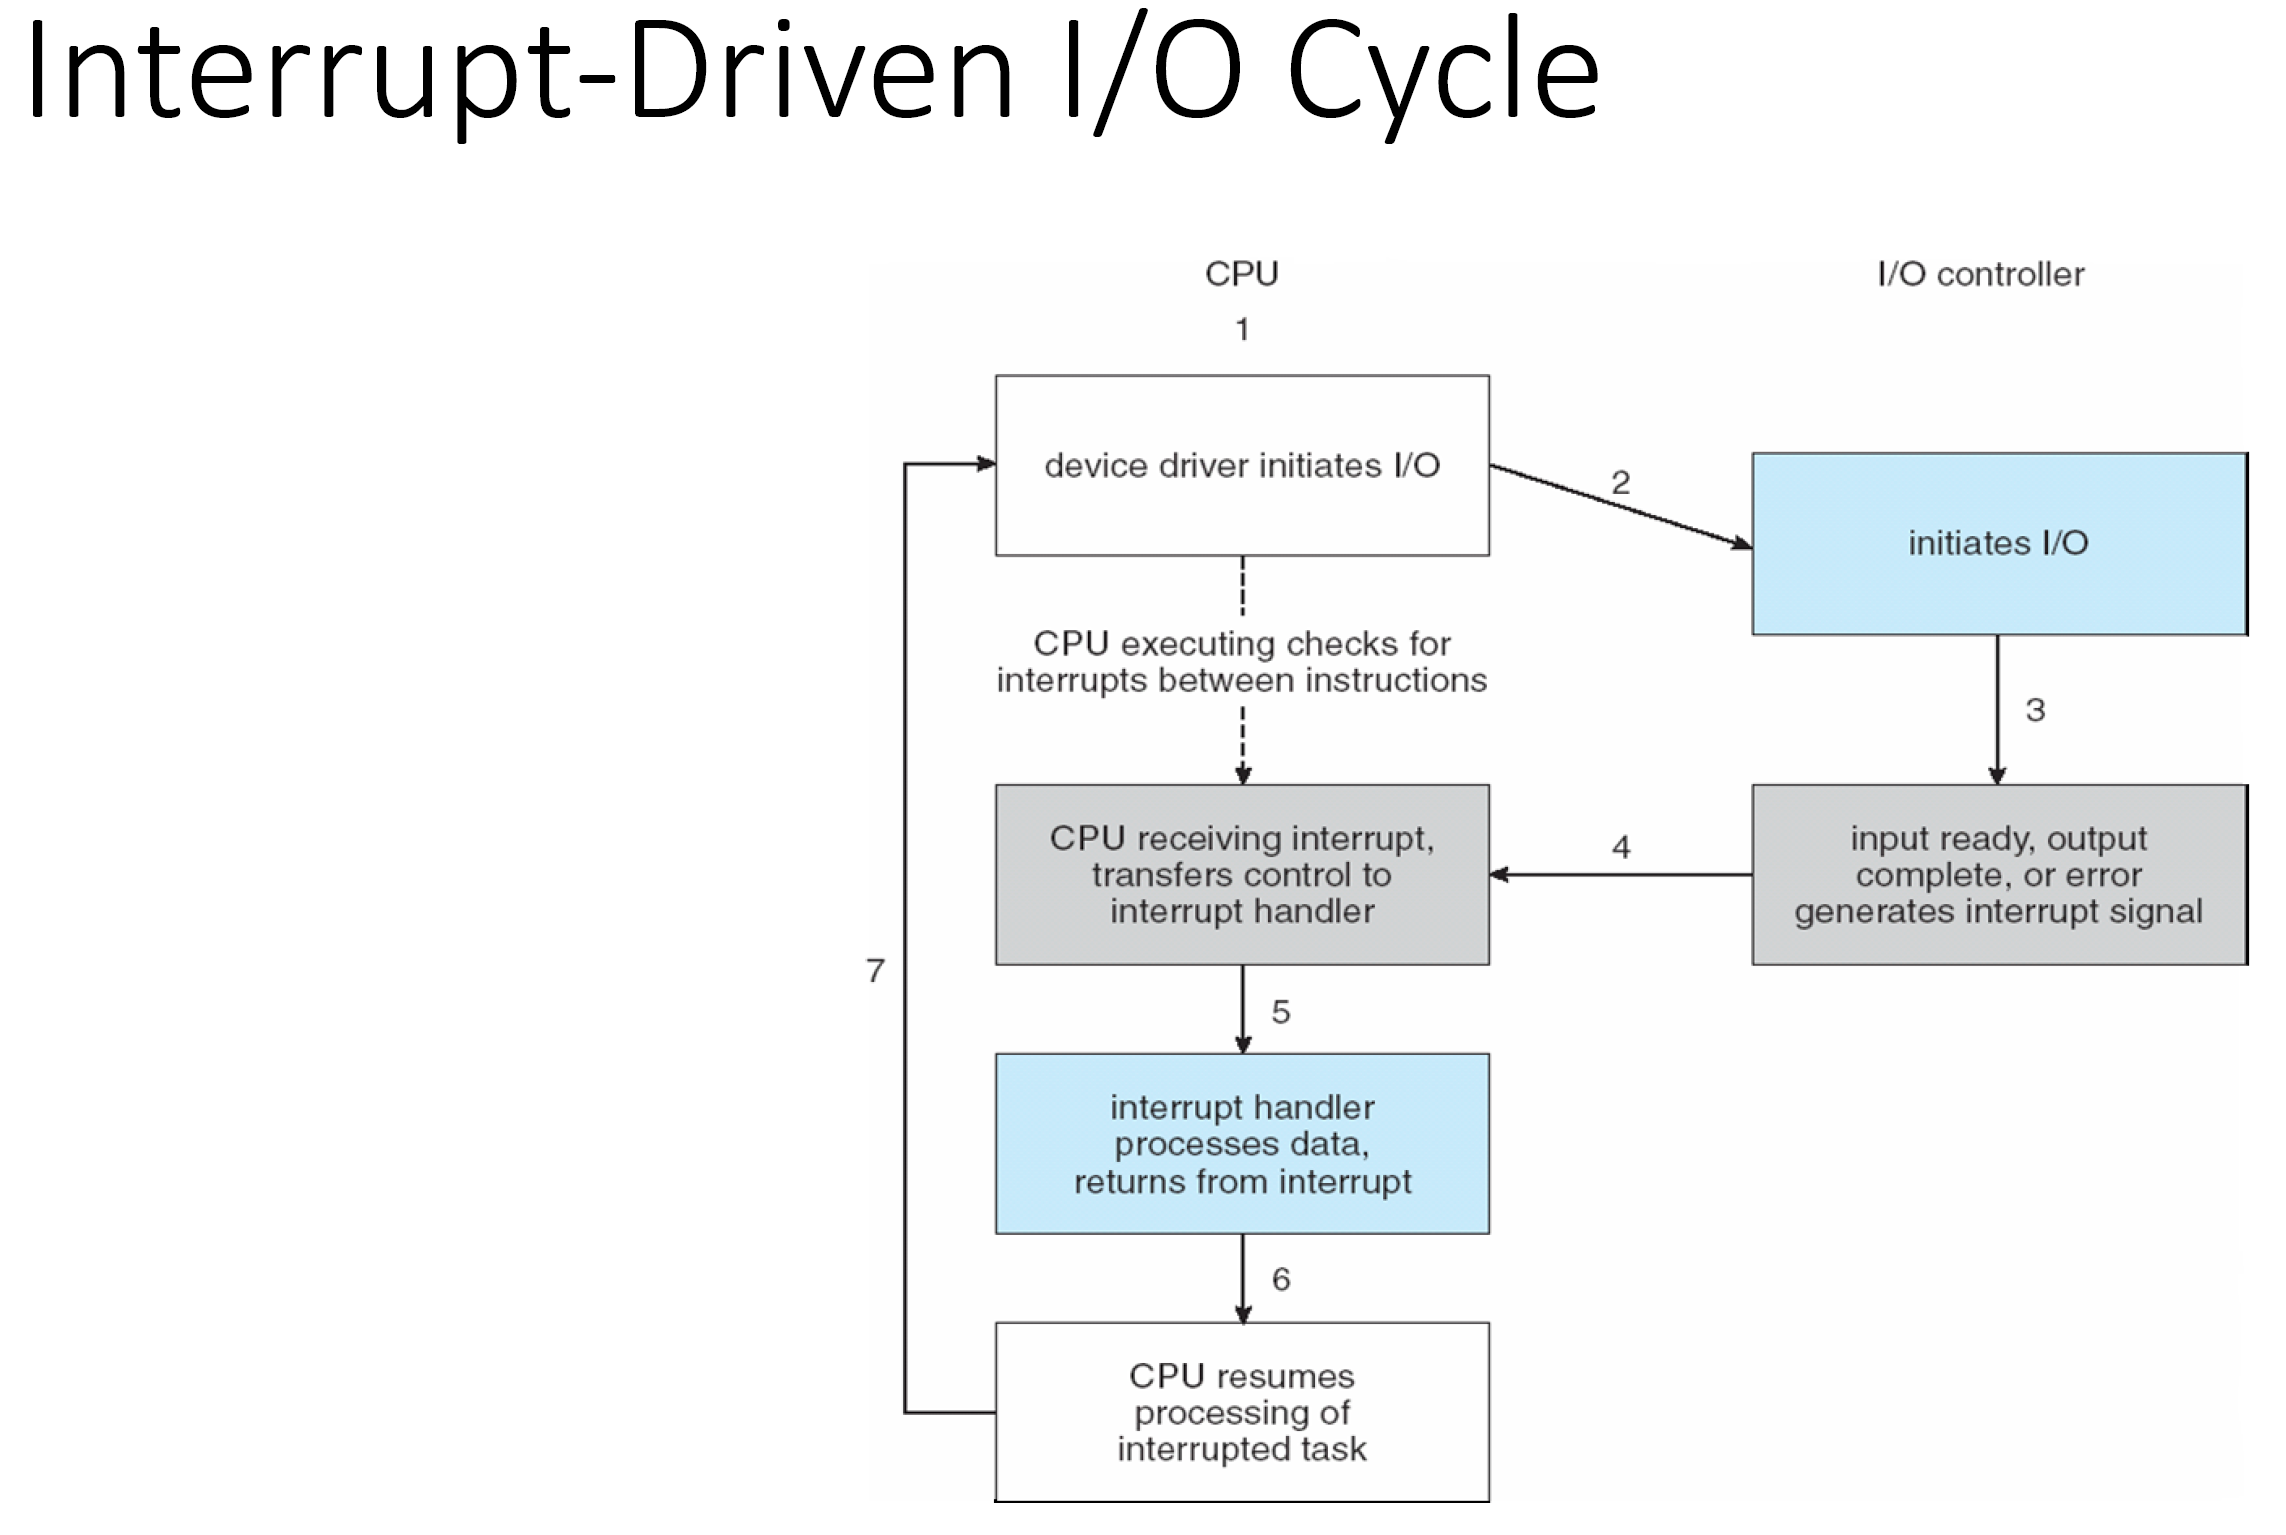 Interrupt-Driven I/O Cycle
CPU
I/O controller
1
device driver initiates I/O
2
initiates I/O
CPU executing checks for
interrupts between instructions
3
CPU receiving interrupt,
transfers control to
interrupt handler
4
input ready, output
complete, or error
generates interrupt signal
7
5
interrupt handler
processes data,
returns from interrupt
6
CPU resumes
processing of
interrupted task